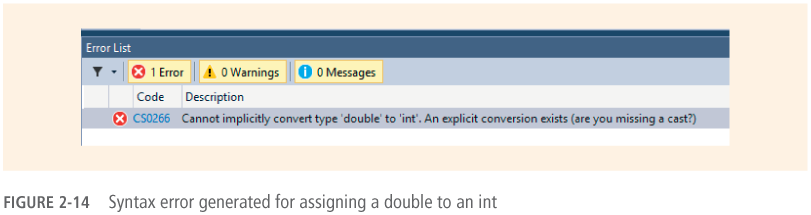 Error List
1 Error 0 Warnings 0 Messages
Code Description
CS0266 Cannot implicitly convert type 'double' to 'int'. An explicit conversion exists (are you missing a cast?)
FIGURE 2-14 Syntax error generated for assigning a double to an int